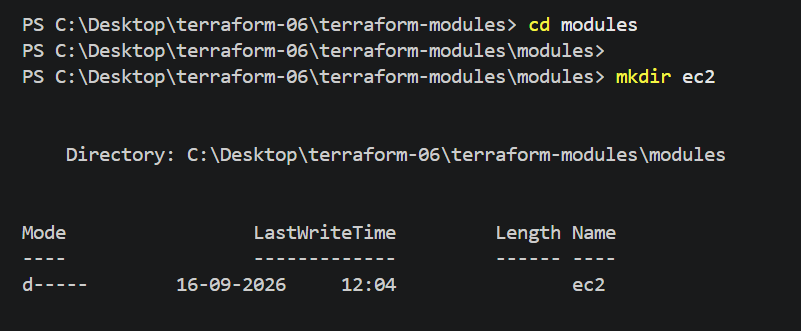 PS C:\Desktop\terraform-06\terraform-modules> cd modules
PS C:\Desktop\terraform-06\terraform-modules\modules>
PS C:\Desktop\terraform-06\terraform-modules\modules> mkdir ec2
Directory: C:\Desktop\terraform-06\terraform-modules\modules
Mode LastWriteTime Length Name
---- ------------- ------ ----
d----- 16-09-2026 12:04 ec2